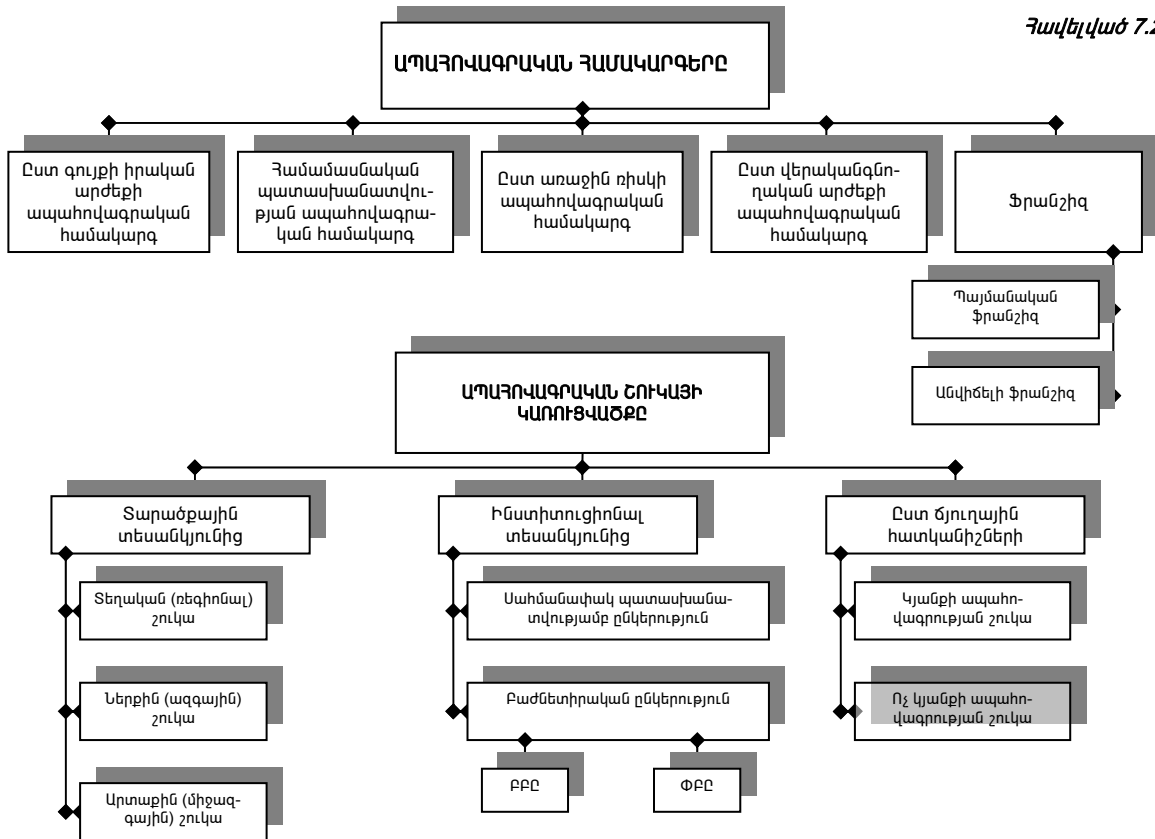 Հավելված 7.2
ԱՊԱՀՈՎԱԳՐԱԿԱՆ ՀԱՄԱԿԱՐԳԵՐԸ
Ըստ գույքի իրական
արժեքի
ապահովագրական
համակարգ
Համամասնական
պատասխանատվու-
թյան ապահովագրա-
կան համակարգ
Ըստ առաջին ռիսկի
ապահովագրական
համակարգ
Ըստ վերականգնո-
ղական արժեքի
ապահովագրական
համակարգ
Ֆրանշիզ
Պայմանական
ֆրանշիզ
Անվիճելի ֆրանշիզ
ԱՊԱՀՈՎԱԳՐԱԿԱՆ ՇՈՒԿԱՅԻ
ԿԱՌՈՒՑՎԱԾՔԸ
Տարածքային
տեսանկյունից
Տեղական (ռեգիոնալ)
շուկա
Ներքին (ազգային)
շուկա
Արտաքին (միջազ-
գային) շուկա
Ինստիտուցիոնալ
տեսանկյունից
Սահմանափակ պատասխանա-
տվությամբ ընկերություն
Բաժնետիրական ընկերություն
ԲԲԸ
ՓԲԸ
Ըստ ճյուղային
հատկանիշների
Կյանքի ապահո-
վագրության շուկա
Ոչ կյանքի ապահո-
վագրության շուկա